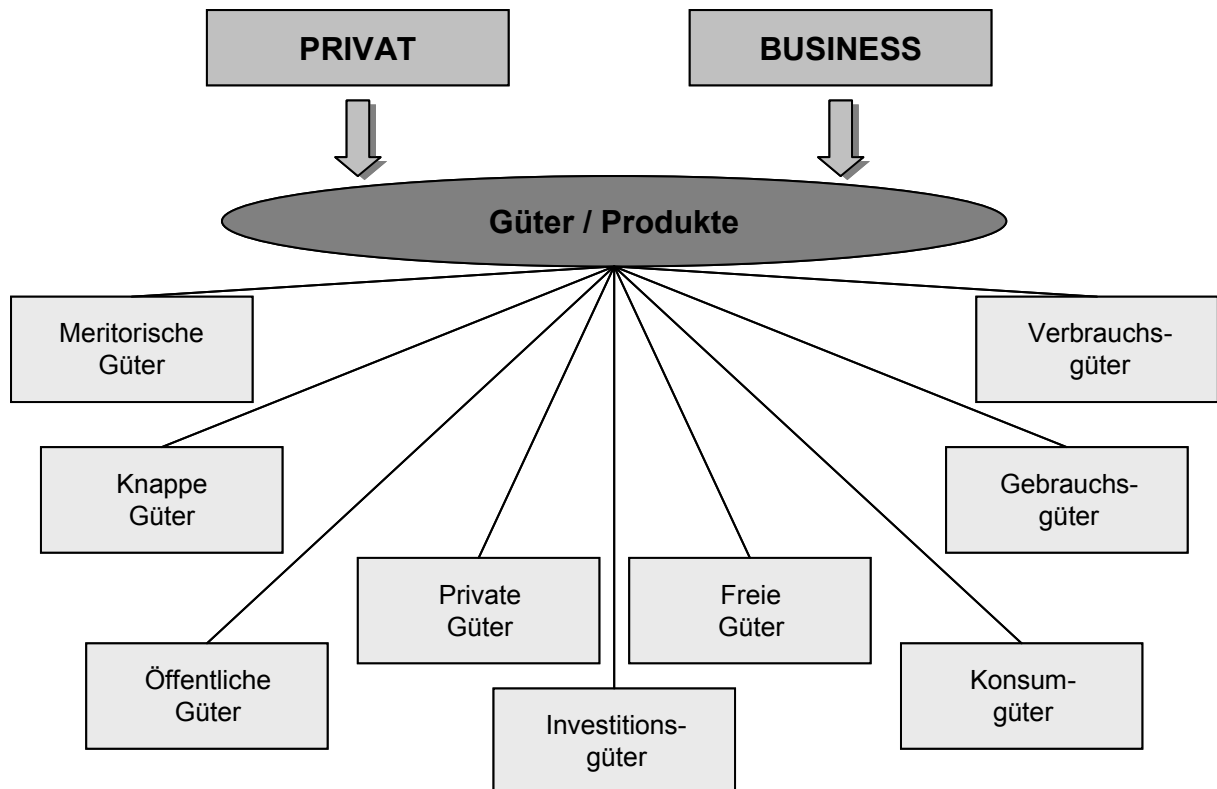 PRIVAT
BUSINESS
Güter / Produkte
Meritorische
Güter
Verbrauchs-
güter
Knappe
Güter
Gebrauchs-
güter
Private
Güter
Freie
Güter
Öffentliche
Güter
Konsum-
güter
Investitions-
güter